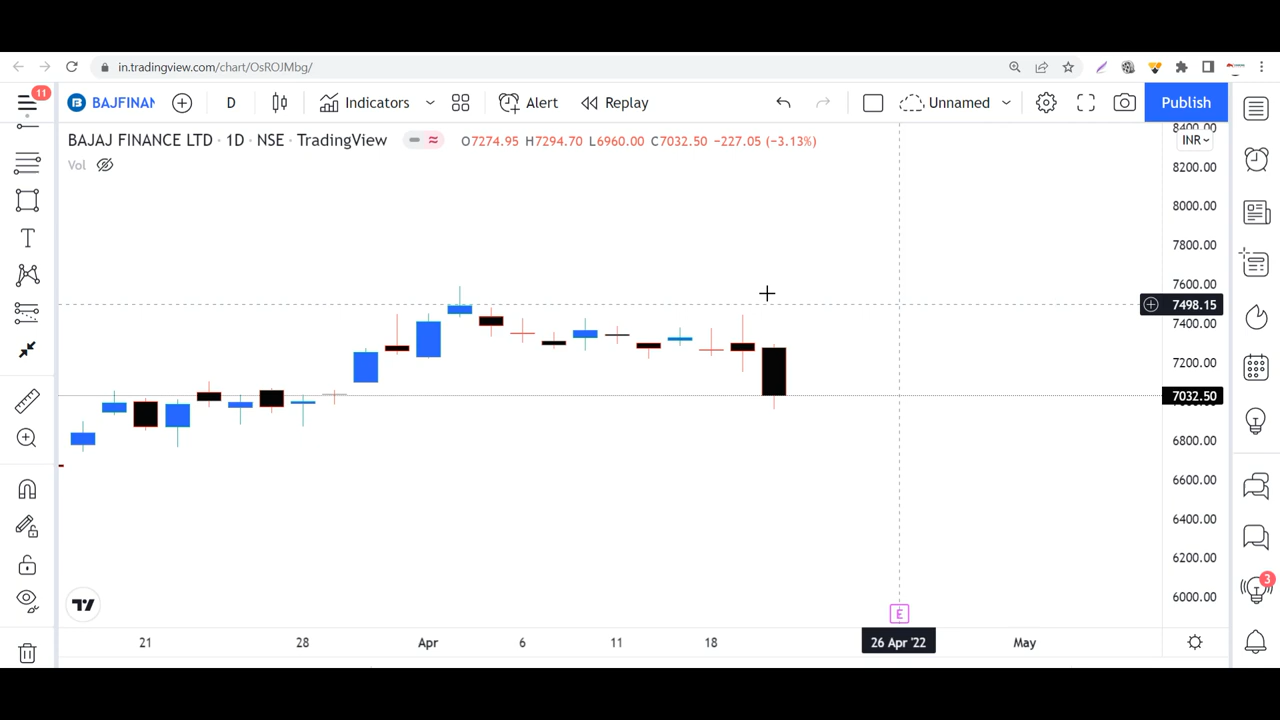 in.tradingview.com/chart/OsROJMbg/
11
BAJFINAN
D
Indicators
Alert
Replay
Unnamed
Publish
BAJAJ FINANCE LTD · 1D · NSE · TradingView
O7274.95 H7294.70 L6960.00 C7032.50 −227.05 (−3.13%)
Vol
8400.00
INR
8200.00
8000.00
7800.00
7600.00
7498.15
7400.00
7200.00
7032.50
6800.00
6600.00
6400.00
6200.00
6000.00
3
E
21
28
Apr
6
11
18
26 Apr '22
May